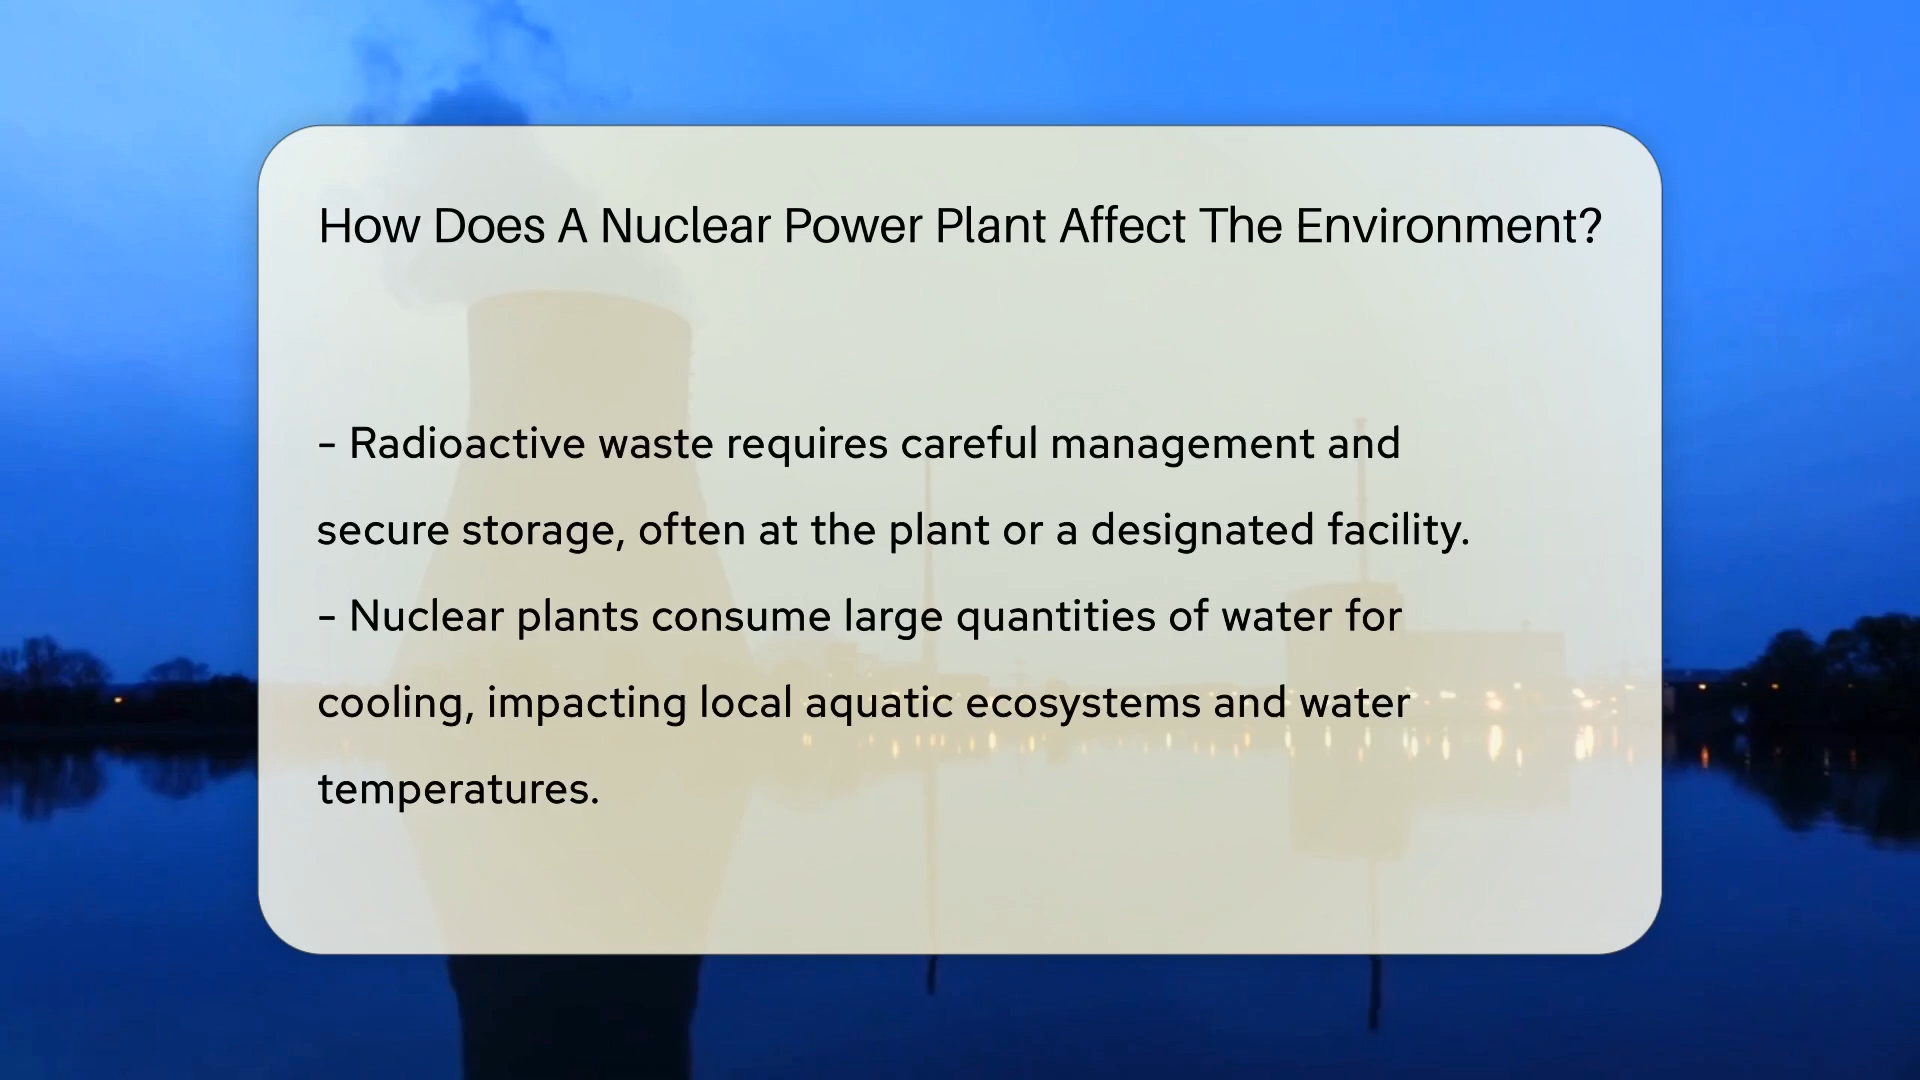 How Does A Nuclear Power Plant Affect The Environment?
- Radioactive waste requires careful management and
secure storage, often at the plant or a designated facility.
- Nuclear plants consume large quantities of water for
cooling, impacting local aquatic ecosystems and water
temperatures.